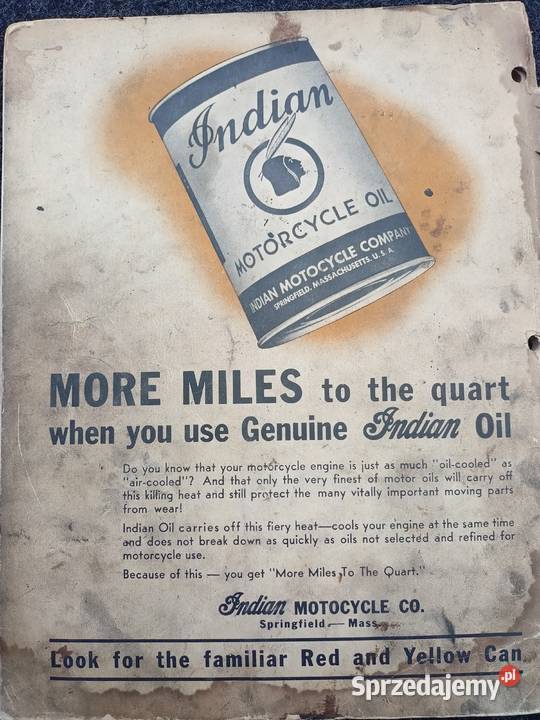 Indian
MOTORCYCLE OIL
INDIAN MOTOCYCLE COMPANY
SPRINGFIELD, MASSACHUSETTS, U. S. A.
MORE MILES to the quart
when you use Genuine Indian Oil
Do you know that your motorcycle engine is just as much "oil-cooled" as
"air-cooled"? And that only the very finest of motor oils will carry off
this killing heat and still protect the many vitally important moving parts
from wear!
Indian Oil carries off this fiery heat—cools your engine at the same time
and does not break down as quickly as oils not selected and refined for
motorcycle use.
Because of this — you get "More Miles To The Quart."
Indian MOTOCYCLE CO.
Springfield — Mass.
Look for the familiar Red and Yellow Can
Sprzedajemy.pl